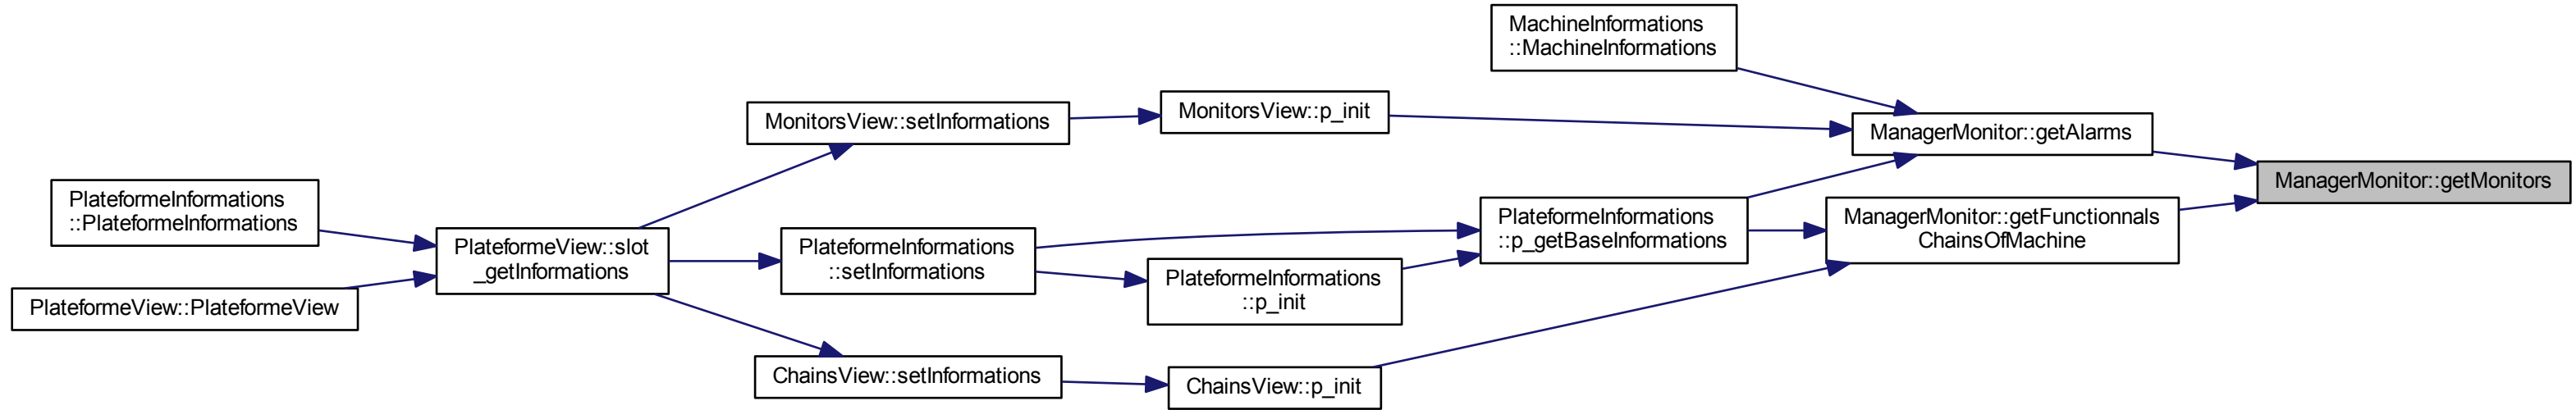 MachineInformations
::MachineInformations
MonitorsView::setInformations
MonitorsView::p_init
ManagerMonitor::getAlarms
ManagerMonitor::getMonitors
PlateformeInformations
::PlateformeInformations
PlateformeView::slot
_getInformations
PlateformeInformations
::setInformations
PlateformeInformations
::p_getBaseInformations
ManagerMonitor::getFunctionnals
ChainsOfMachine
PlateformeView::PlateformeView
PlateformeInformations
::p_init
ChainsView::setInformations
ChainsView::p_init